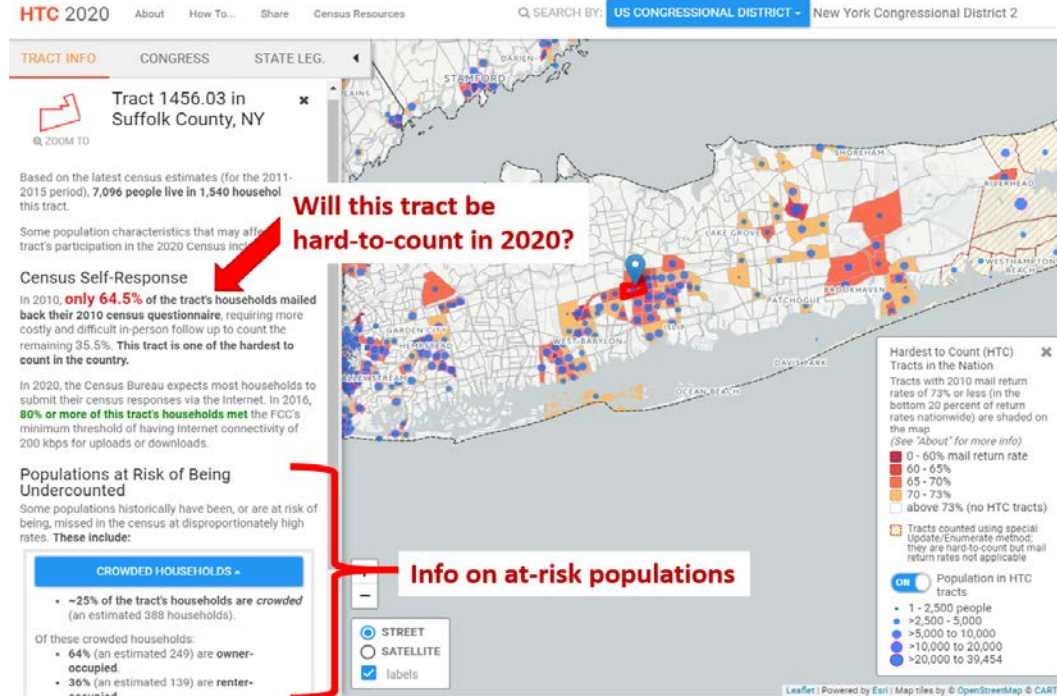 HTC 2020 About How To... Share Census Resources SEARCH BY: US CONGRESSIONAL DISTRICT New York Congressional District 2
TRACT INFO CONGRESS STATE LEG.
Tract 1456.03 in
Suffolk County, NY
ZOOM TO
Based on the latest census estimates (for the 2011-
2015 period), 7,096 people live in 1,540 househol
this tract.
Some population characteristics that may affe
tract's participation in the 2020 Census incl
Census Self-Response
In 2010, only 64.5% of the tract's households mailed
back their 2010 census questionnaire, requiring more
costly and difficult in-person follow up to count the
remaining 35.5%. This tract is one of the hardest to
count in the country.
In 2020, the Census Bureau expects most households to
submit their census responses via the Internet. In 2016,
80% or more of this tract's households met the FCC's
minimum threshold of having Internet connectivity of
200 kbps for uploads or downloads.
Populations at Risk of Being
Undercounted
Some populations historically have been, or are at risk of
being, missed in the census at disproportionately high
rates. These include:
CROWDED HOUSEHOLDS
• ~25% of the tract's households are crowded
(an estimated 388 households).
Of these crowded households:
• 64% (an estimated 249) are owner-
occupied.
• 36% (an estimated 139) are renter-
occupied.
Will this tract be
hard-to-count in 2020?
Info on at-risk populations
DARIEN
STAMFORD
LAINS
SHOREHAM
RIVERHEAD
LAKE GROVE
WESTHAMPTON
BEACH
BROOKHAVEN
PATCHOGUE
GARDEN CITY
HEMPSTEAD
WEST BABYLON
ISLIP
LLEY STREAM
DAVIS PARK
OCEAN BEACH
−
STREET
SATELLITE
labels
Hardest to Count (HTC)
Tracts in the Nation
Tracts with 2010 mail return
rates of 73% or less (in the
bottom 20 percent of return
rates nationwide) are shaded on
the map
(See "About" for more info)
0 - 60% mail return rate
60 - 65%
65 - 70%
70 - 73%
above 73% (no HTC tracts)
Tracts counted using special
Update/Enumerate method;
they are hard-to-count but mail
return rates not applicable
ON Population in HTC
tracts
1 - 2,500 people
>2,500 - 5,000
>5,000 to 10,000
>10,000 to 20,000
>20,000 to 39,454
Leaflet | Powered by Esri | Map tiles by © OpenStreetMap © CART